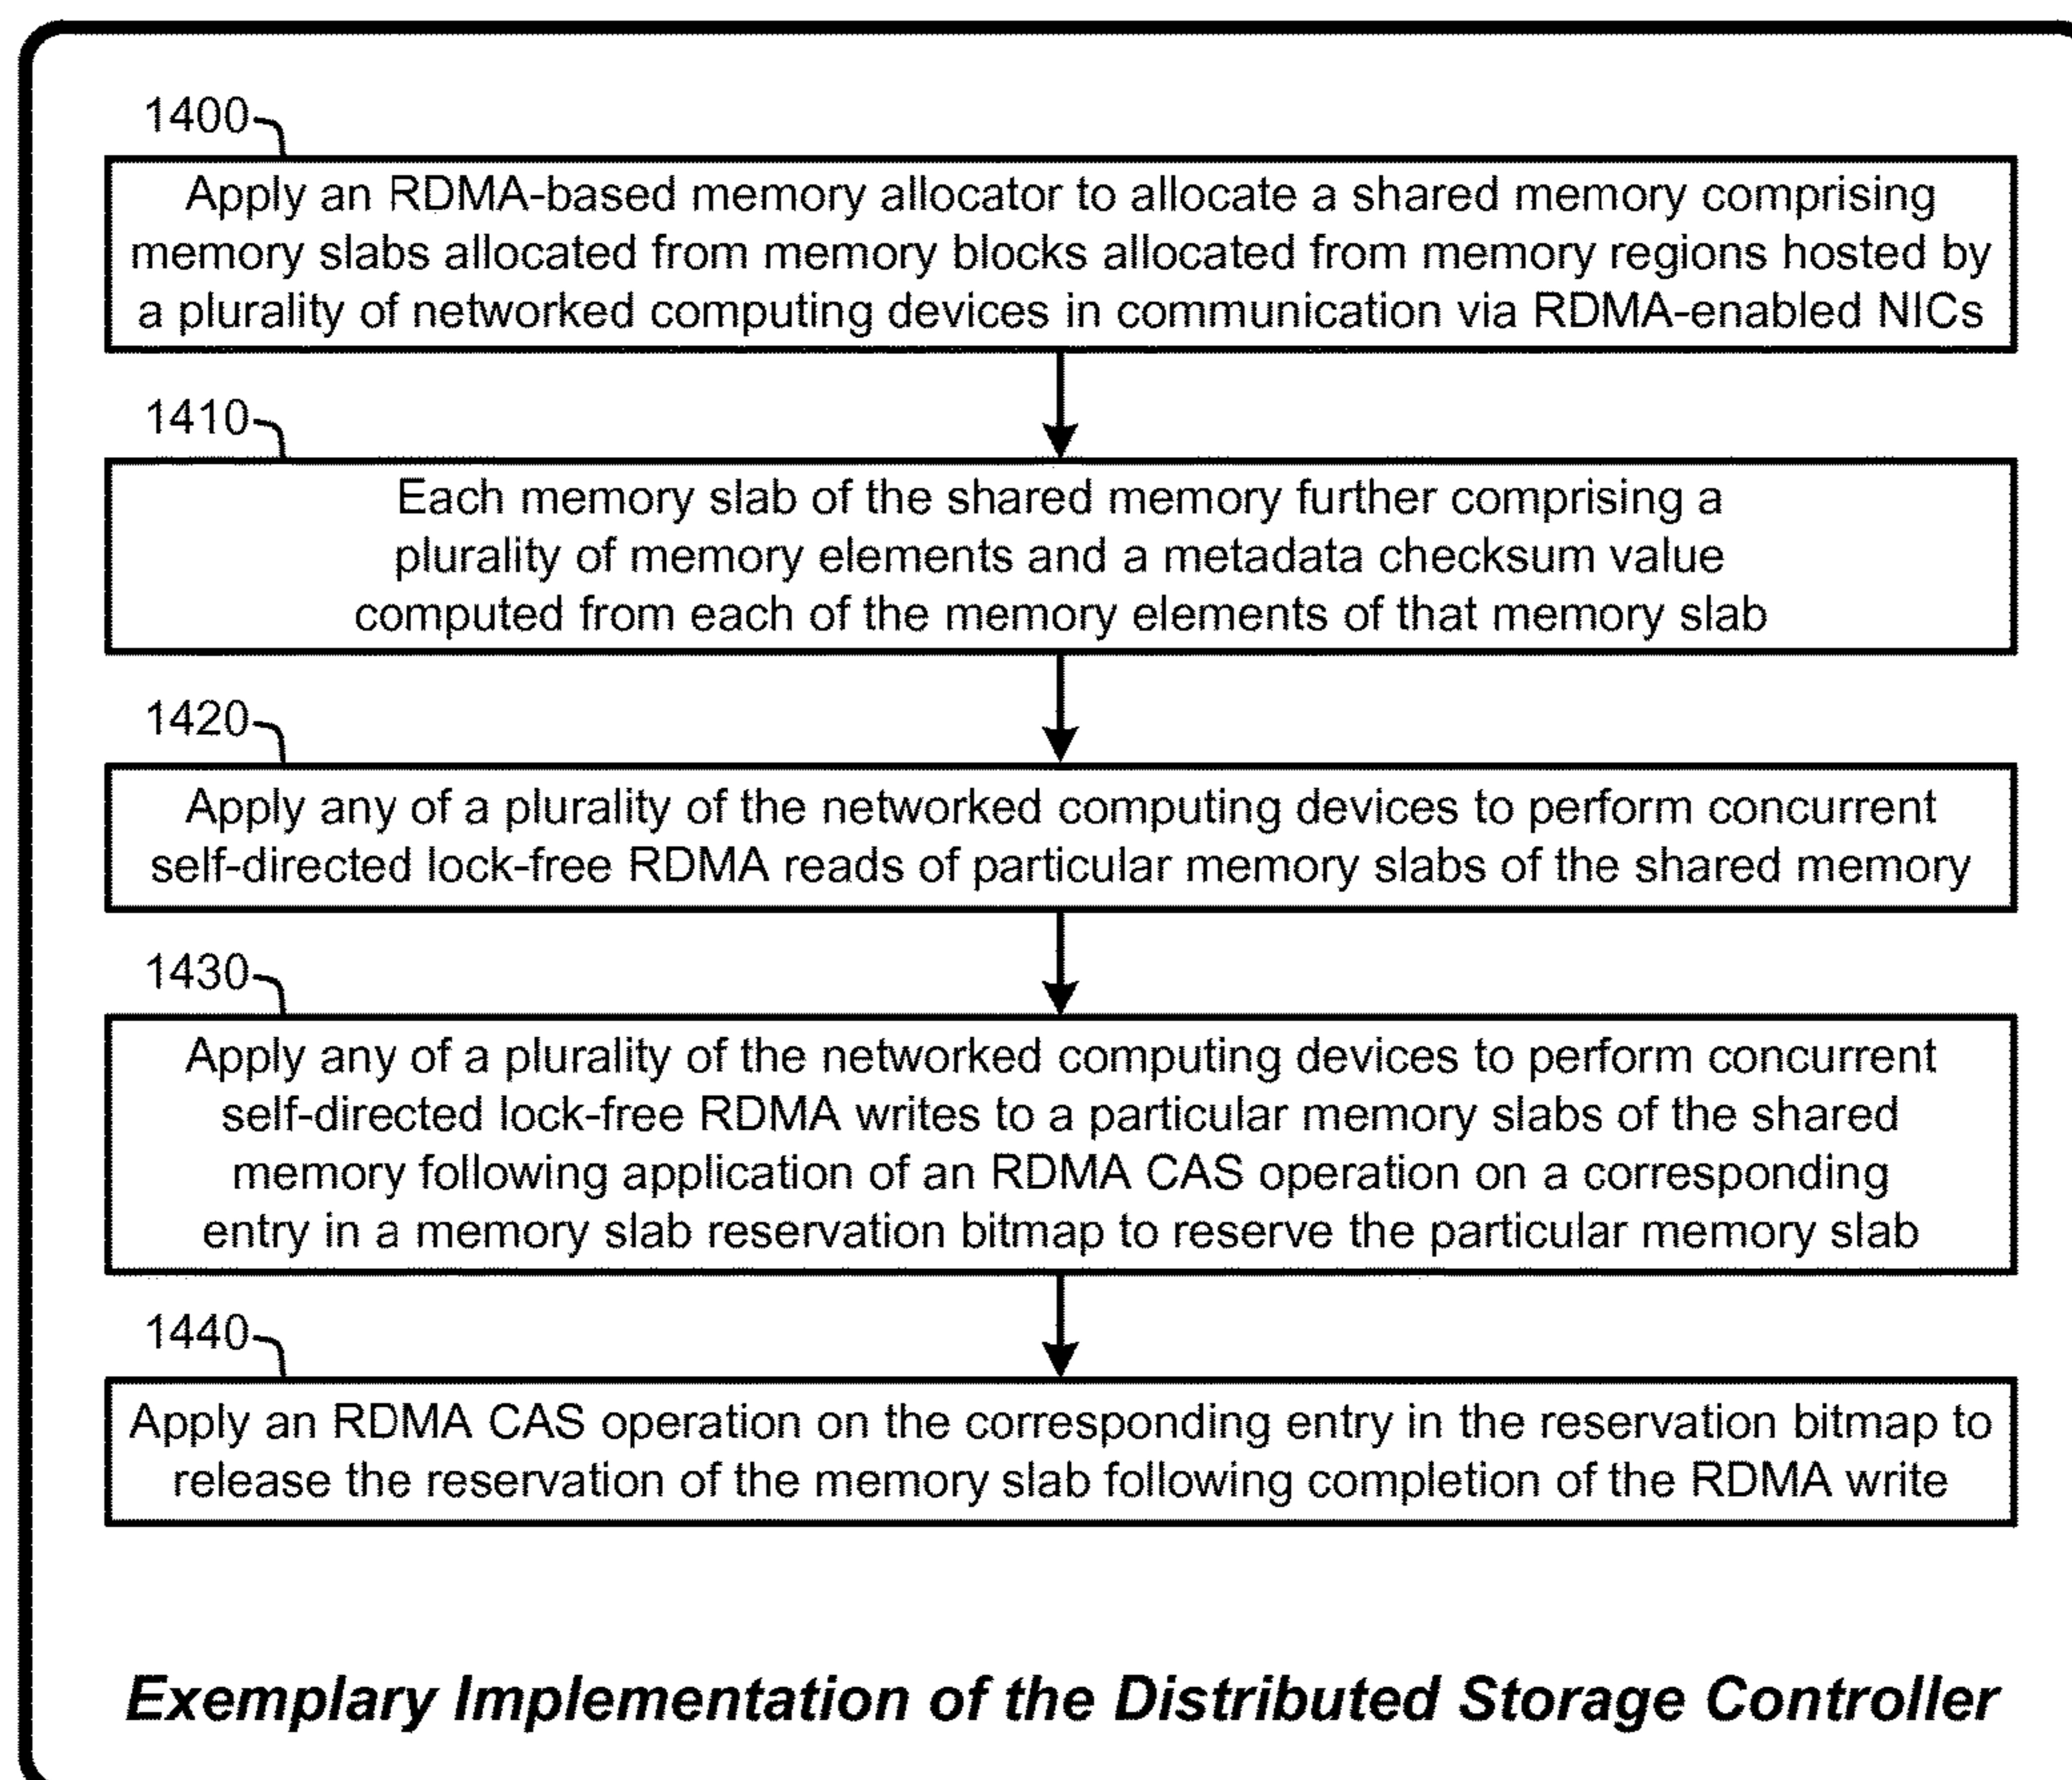 1400
Apply an RDMA-based memory allocator to allocate a shared memory comprising
memory slabs allocated from memory blocks allocated from memory regions hosted by
a plurality of networked computing devices in communication via RDMA-enabled NICs
1410
Each memory slab of the shared memory further comprising a
plurality of memory elements and a metadata checksum value
computed from each of the memory elements of that memory slab
1420
Apply any of a plurality of the networked computing devices to perform concurrent
self-directed lock-free RDMA reads of particular memory slabs of the shared memory
1430
Apply any of a plurality of the networked computing devices to perform concurrent
self-directed lock-free RDMA writes to a particular memory slabs of the shared
memory following application of an RDMA CAS operation on a corresponding
entry in a memory slab reservation bitmap to reserve the particular memory slab
1440
Apply an RDMA CAS operation on the corresponding entry in the reservation bitmap to
release the reservation of the memory slab following completion of the RDMA write
Exemplary Implementation of the Distributed Storage Controller